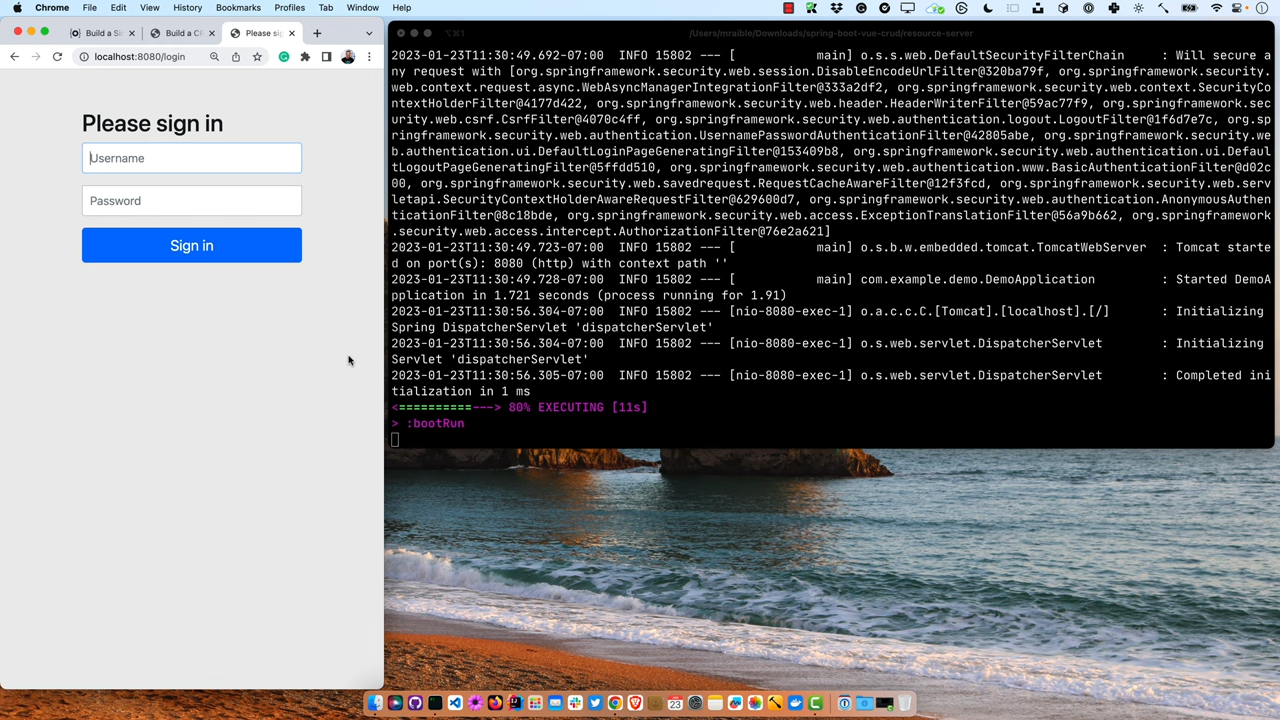 Chrome File Edit View History Bookmarks Profiles Tab Window Help
Build a Si
Build a CF
Please sig
localhost:8080/login
Please sign in
Username
Password
Sign in
⌥⌘1
/Users/mraible/Downloads/spring-boot-vue-crud/resource-server
2023-01-23T11:30:49.692-07:00  INFO 15802 --- [           main] o.s.s.web.DefaultSecurityFilterChain     : Will secure a
ny request with [org.springframework.security.web.session.DisableEncodeUrlFilter@320ba79f, org.springframework.security.
web.context.request.async.WebAsyncManagerIntegrationFilter@333a2df2, org.springframework.security.web.context.SecurityCo
ntextHolderFilter@4177d422, org.springframework.security.web.header.HeaderWriterFilter@59ac77f9, org.springframework.sec
urity.web.csrf.CsrfFilter@4070c4ff, org.springframework.security.web.authentication.logout.LogoutFilter@1f6d7e7c, org.sp
ringframework.security.web.authentication.UsernamePasswordAuthenticationFilter@42805abe, org.springframework.security.we
b.authentication.ui.DefaultLoginPageGeneratingFilter@153409b8, org.springframework.security.web.authentication.ui.Defaul
tLogoutPageGeneratingFilter@5ffdd510, org.springframework.security.web.authentication.www.BasicAuthenticationFilter@d02c
00, org.springframework.security.web.savedrequest.RequestCacheAwareFilter@12f3fcd, org.springframework.security.web.serv
letapi.SecurityContextHolderAwareRequestFilter@629600d7, org.springframework.security.web.authentication.AnonymousAuthen
ticationFilter@8c18bde, org.springframework.security.web.access.ExceptionTranslationFilter@56a9b662, org.springframework
.security.web.access.intercept.AuthorizationFilter@76e2a621]
2023-01-23T11:30:49.723-07:00  INFO 15802 --- [           main] o.s.b.w.embedded.tomcat.TomcatWebServer  : Tomcat starte
d on port(s): 8080 (http) with context path ''
2023-01-23T11:30:49.728-07:00  INFO 15802 --- [           main] com.example.demo.DemoApplication         : Started DemoA
pplication in 1.721 seconds (process running for 1.91)
2023-01-23T11:30:56.304-07:00  INFO 15802 --- [nio-8080-exec-1] o.a.c.c.C.[Tomcat].[localhost].[/]       : Initializing
Spring DispatcherServlet 'dispatcherServlet'
2023-01-23T11:30:56.304-07:00  INFO 15802 --- [nio-8080-exec-1] o.s.web.servlet.DispatcherServlet        : Initializing
Servlet 'dispatcherServlet'
2023-01-23T11:30:56.305-07:00  INFO 15802 --- [nio-8080-exec-1] o.s.web.servlet.DispatcherServlet        : Completed ini
tialization in 1 ms
<==========---> 80% EXECUTING [11s]
> :bootRun
23